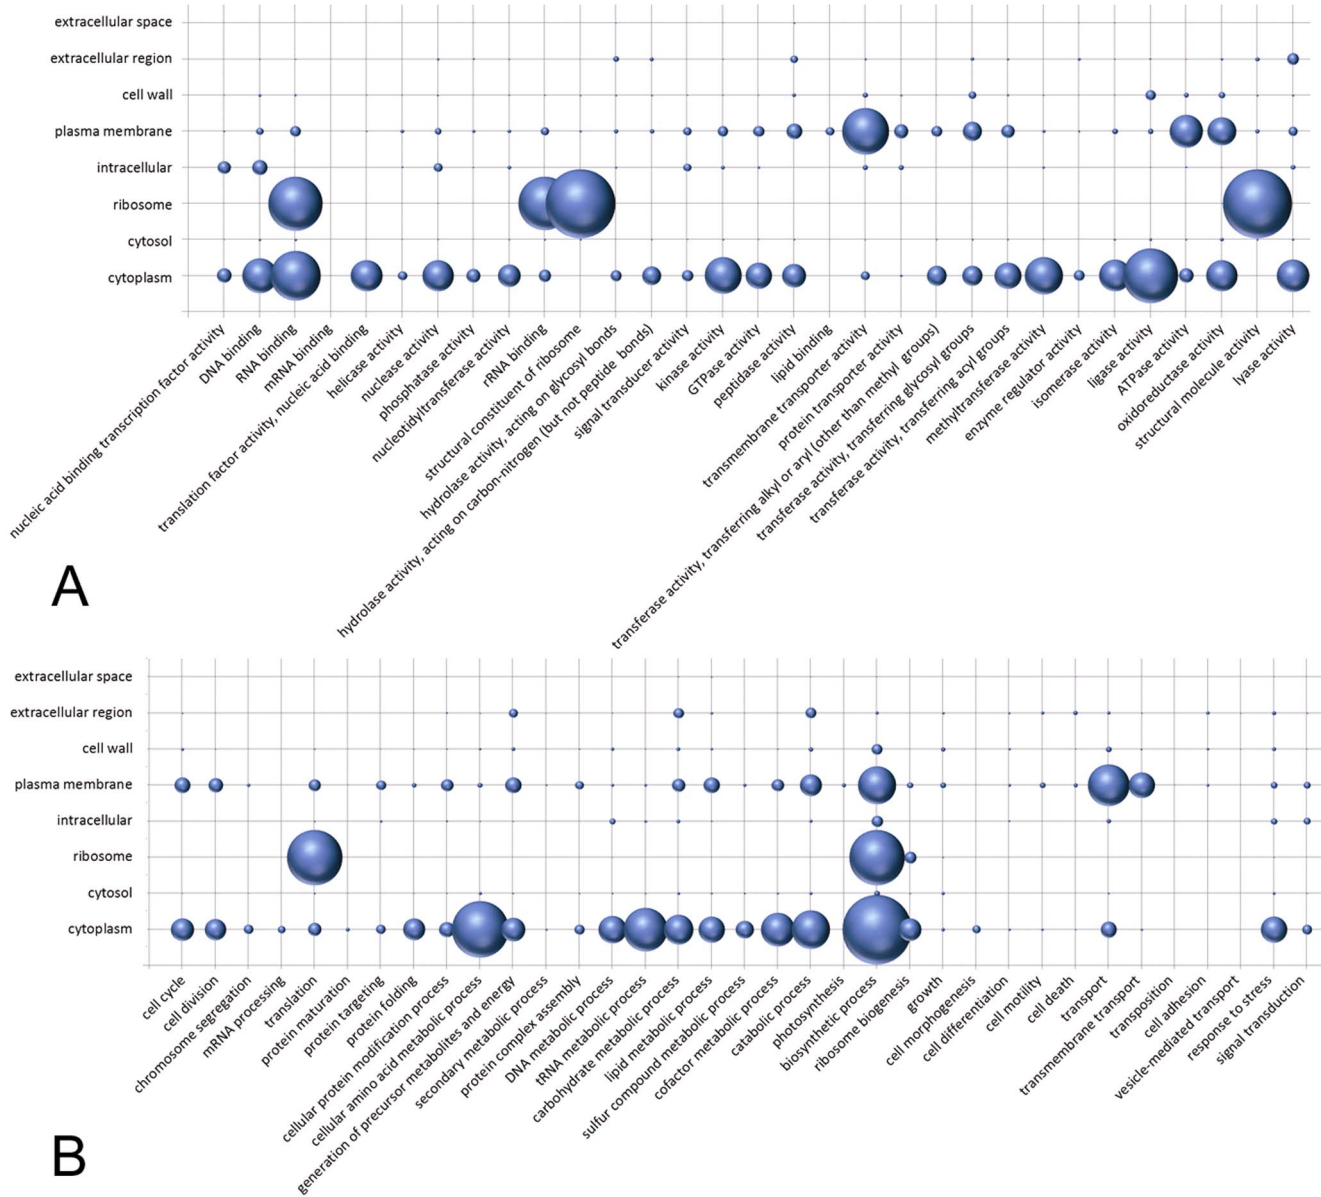 extracellular space
extracellular region
cell wall
plasma membrane
intracellular
ribosome
cytosol
cytoplasm
nucleic acid binding transcription factor activity
DNA binding
RNA binding
mRNA binding
translation factor activity, nucleic acid binding
helicase activity
nuclease activity
phosphatase activity
nucleotidyltransferase activity
rRNA binding
structural constituent of ribosome
hydrolase activity, acting on glycosyl bonds
hydrolase activity, acting on carbon-nitrogen (but not peptide bonds)
signal transducer activity
kinase activity
GTPase activity
peptidase activity
lipid binding
transmembrane transporter activity
protein transporter activity
transferase activity, transferring alkyl or aryl (other than methyl groups)
transferase activity, transferring glycosyl groups
transferase activity, transferring acyl groups
methyltransferase activity
enzyme regulator activity
isomerase activity
ligase activity
ATPase activity
oxidoreductase activity
structural molecule activity
lyase activity
A
extracellular space
extracellular region
cell wall
plasma membrane
intracellular
ribosome
cytosol
cytoplasm
cell cycle
cell division
chromosome segregation
mRNA processing
translation
protein maturation
protein targeting
protein folding
cellular protein modification process
cellular amino acid metabolic process
generation of precursor metabolites and energy
secondary metabolic process
protein complex assembly
DNA metabolic process
tRNA metabolic process
carbohydrate metabolic process
lipid metabolic process
sulfur compound metabolic process
cofactor metabolic process
catabolic process
photosynthesis
biosynthetic process
ribosome biogenesis
growth
cell morphogenesis
cell differentiation
cell motility
cell death
transport
transmembrane transport
transposition
cell adhesion
vesicle-mediated transport
response to stress
signal transduction
B